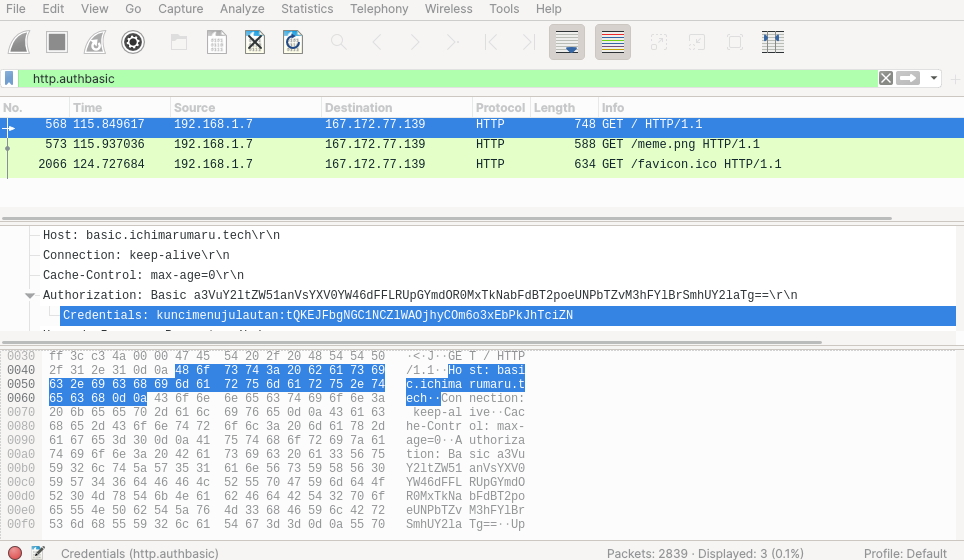 File Edit View Go Capture Analyze Statistics Telephony Wireless Tools Help
http.authbasic
No. Time Source Destination Protocol Length Info
568 115.849617 192.168.1.7 167.172.77.139 HTTP 748 GET / HTTP/1.1
573 115.937036 192.168.1.7 167.172.77.139 HTTP 588 GET /meme.png HTTP/1.1
2066 124.727684 192.168.1.7 167.172.77.139 HTTP 634 GET /favicon.ico HTTP/1.1
Host: basic.ichimarumaru.tech\r\n
Connection: keep-alive\r\n
Cache-Control: max-age=0\r\n
Authorization: Basic a3VuY2ltZW51anVsYXV0YW46dFFLRUpGYmdOR0MxTkNabFdBT2poeUNPbTZvM3hFYlBrSmhUY2laTg==\r\n
Credentials: kuncimenujulautan:tQKEJFbgNGC1NCZlWAOjhyCOm6o3xEbPkJhTciZN
0030 ff 3c c3 4a 00 00 47 45 54 20 2f 20 48 54 54 50 ·<·J··GE T / HTTP
0040 2f 31 2e 31 0d 0a 48 6f 73 74 3a 20 62 61 73 69 /1.1··Ho st: basi
0050 63 2e 69 63 68 69 6d 61 72 75 6d 61 72 75 2e 74 c.ichima rumaru.t
0060 65 63 68 0d 0a 43 6f 6e 6e 65 63 74 69 6f 6e 3a ech··Con nection:
0070 20 6b 65 65 70 2d 61 6c 69 76 65 0d 0a 43 61 63 keep-al ive··Cac
0080 68 65 2d 43 6f 6e 74 72 6f 6c 3a 20 6d 61 78 2d he-Contr ol: max-
0090 61 67 65 3d 30 0d 0a 41 75 74 68 6f 72 69 7a 61 age=0··A uthoriza
00a0 74 69 6f 6e 3a 20 42 61 73 69 63 20 61 33 56 75 tion: Ba sic a3Vu
00b0 59 32 6c 74 5a 57 35 31 61 6e 56 73 59 58 56 30 Y2ltZW51 anVsYXV0
00c0 59 57 34 36 64 46 46 4c 52 55 70 47 59 6d 64 4f YW46dFFL RUpGYmdO
00d0 52 30 4d 78 54 6b 4e 61 62 46 64 42 54 32 70 6f R0MxTkNa bFdBT2po
00e0 65 55 4e 50 62 54 5a 76 4d 33 68 46 59 6c 42 72 eUNPbTZv M3hFYlBr
00f0 53 6d 68 55 59 32 6c 61 54 67 3d 3d 0d 0a 55 70 SmhUY2la Tg==··Up
Credentials (http.authbasic) Packets: 2839 · Displayed: 3 (0.1%) Profile: Default